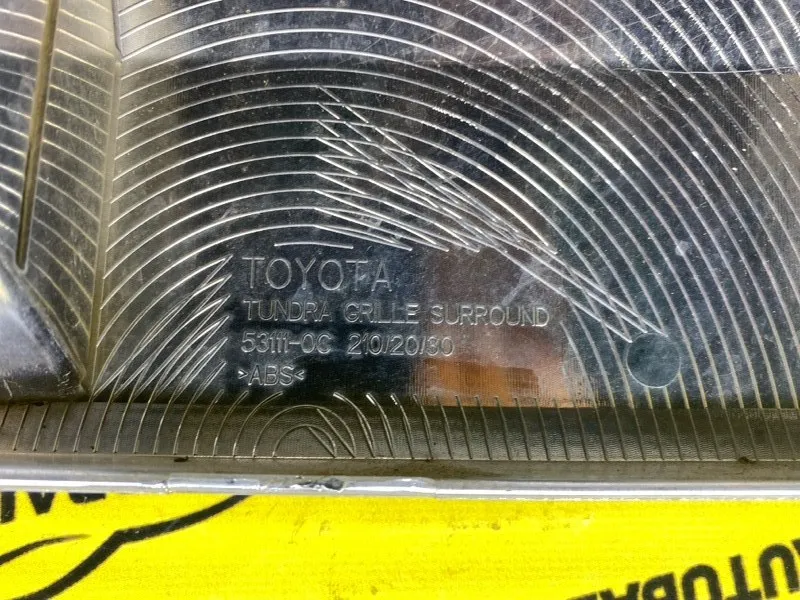 TOYOTA
TUNDRA GRILLE SURROUND
53111-0C 210/20/30
>ABS<